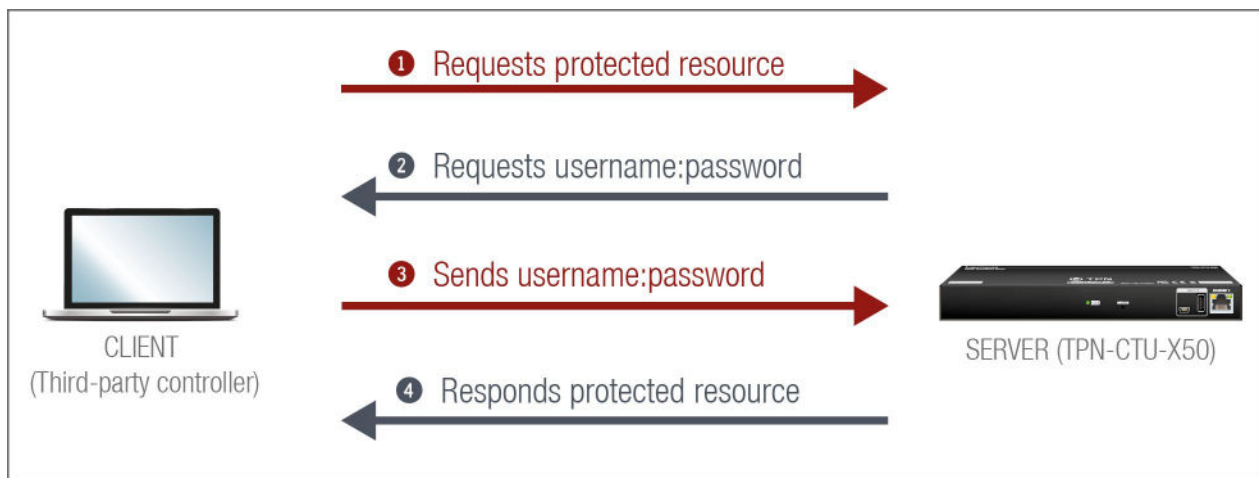 1 Requests protected resource
2 Requests username:password
3 Sends username:password
4 Responds protected resource
CLIENT
(Third-party controller)
TPN
SERVER (TPN-CTU-X50)